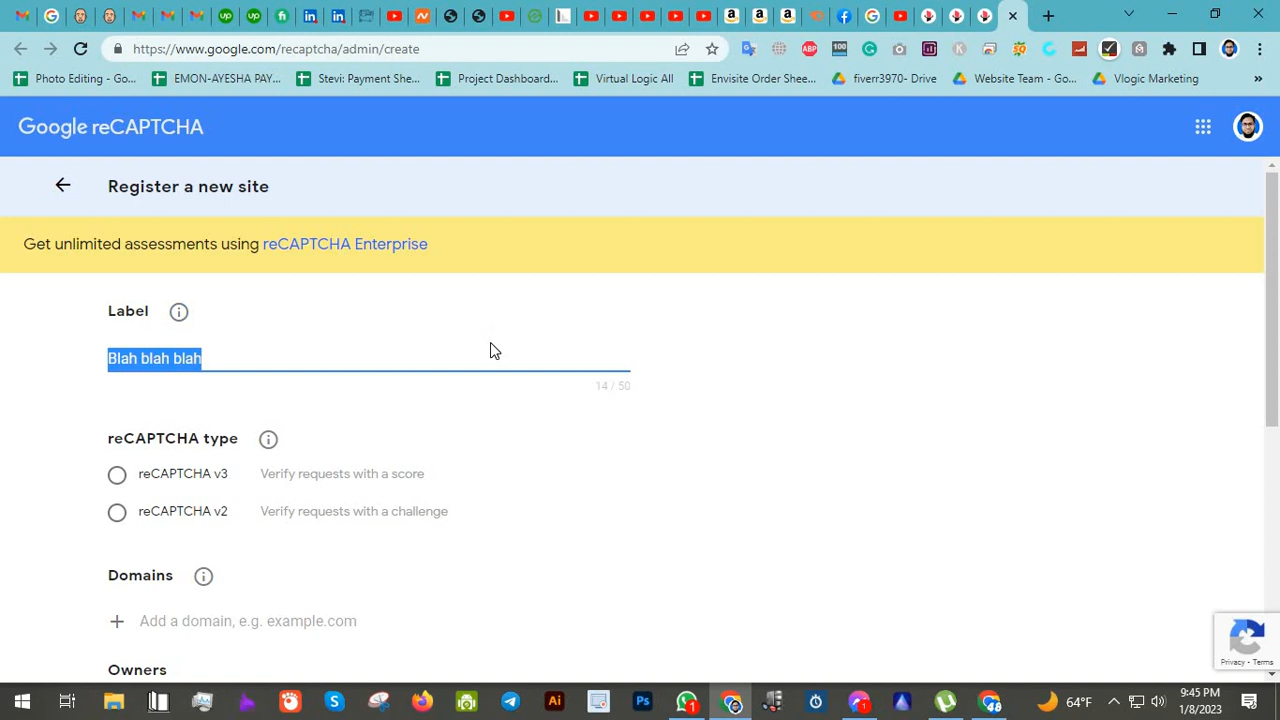 https://www.google.com/recaptcha/admin/create
Photo Editing - Go...
EMON-AYESHA PAY...
Stevi: Payment She...
Project Dashboard...
Virtual Logic All
Envisite Order Shee...
fiverr3970- Drive
Website Team - Go...
Vlogic Marketing
»
Google reCAPTCHA
Register a new site
Get unlimited assessments using reCAPTCHA Enterprise
Label
Blah blah blah
14 / 50
reCAPTCHA type
reCAPTCHA v3 Verify requests with a score
reCAPTCHA v2 Verify requests with a challenge
Domains
+ Add a domain, e.g. example.com
Owners
Privacy - Terms
64°F
9:45 PM
1/8/2023